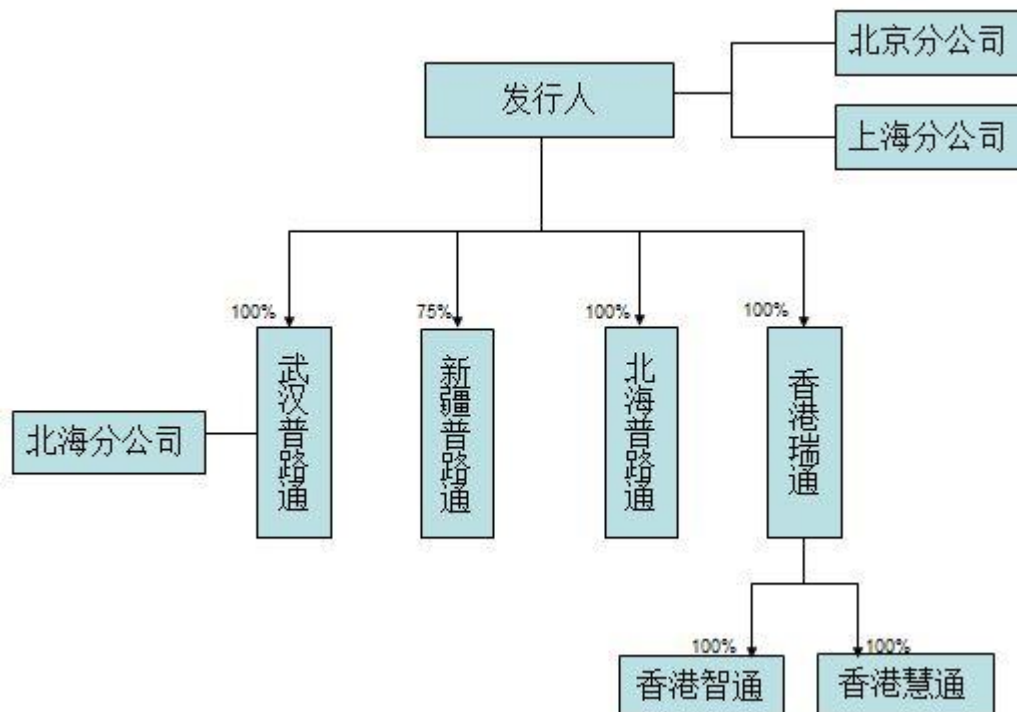 北京分公司
发行人
上海分公司
100%
75%
100%
100%
武汉普路通
新疆普路通
北海普路通
香港瑞通
北海分公司
100%
100%
香港智通
香港慧通